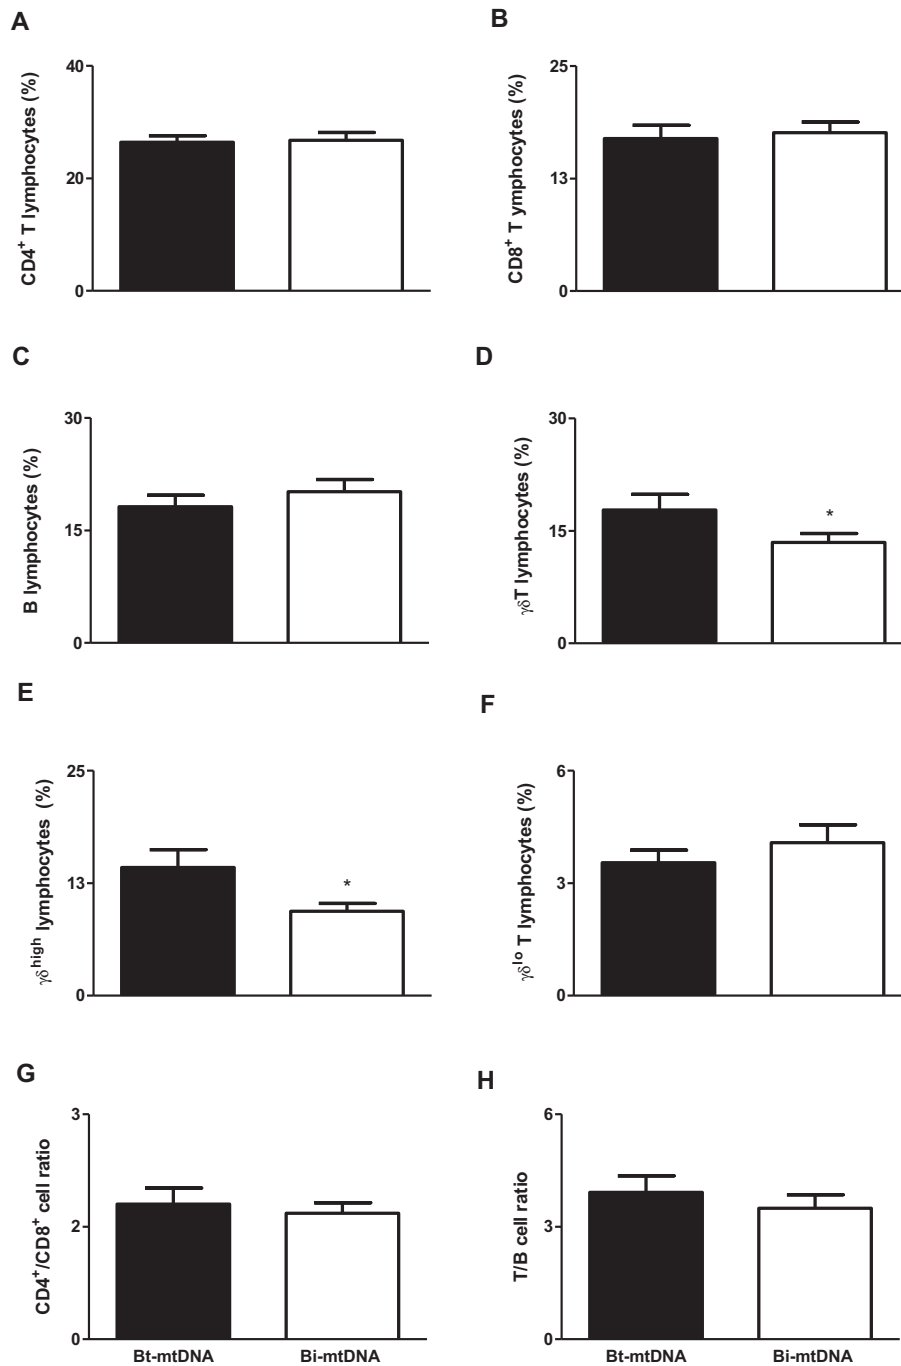 A
CD4+ T lymphocytes (%)
40
20
0
B
CD8+ T ymphocytes (%)
25
13
0
C
B lymphocytes (%)
30
15
0
D
γδT lymphocytes (%)
30
15
0
*
E
γδhigh lymphocytes (%)
25
13
0
*
F
γδlo T lymphocytes (%)
6
3
0
G
CD4+/CD8+ cell ratio
3
2
0
Bt-mtDNA
Bi-mtDNA
H
T/B cell ratio
6
3
0
Bt-mtDNA
Bi-mtDNA